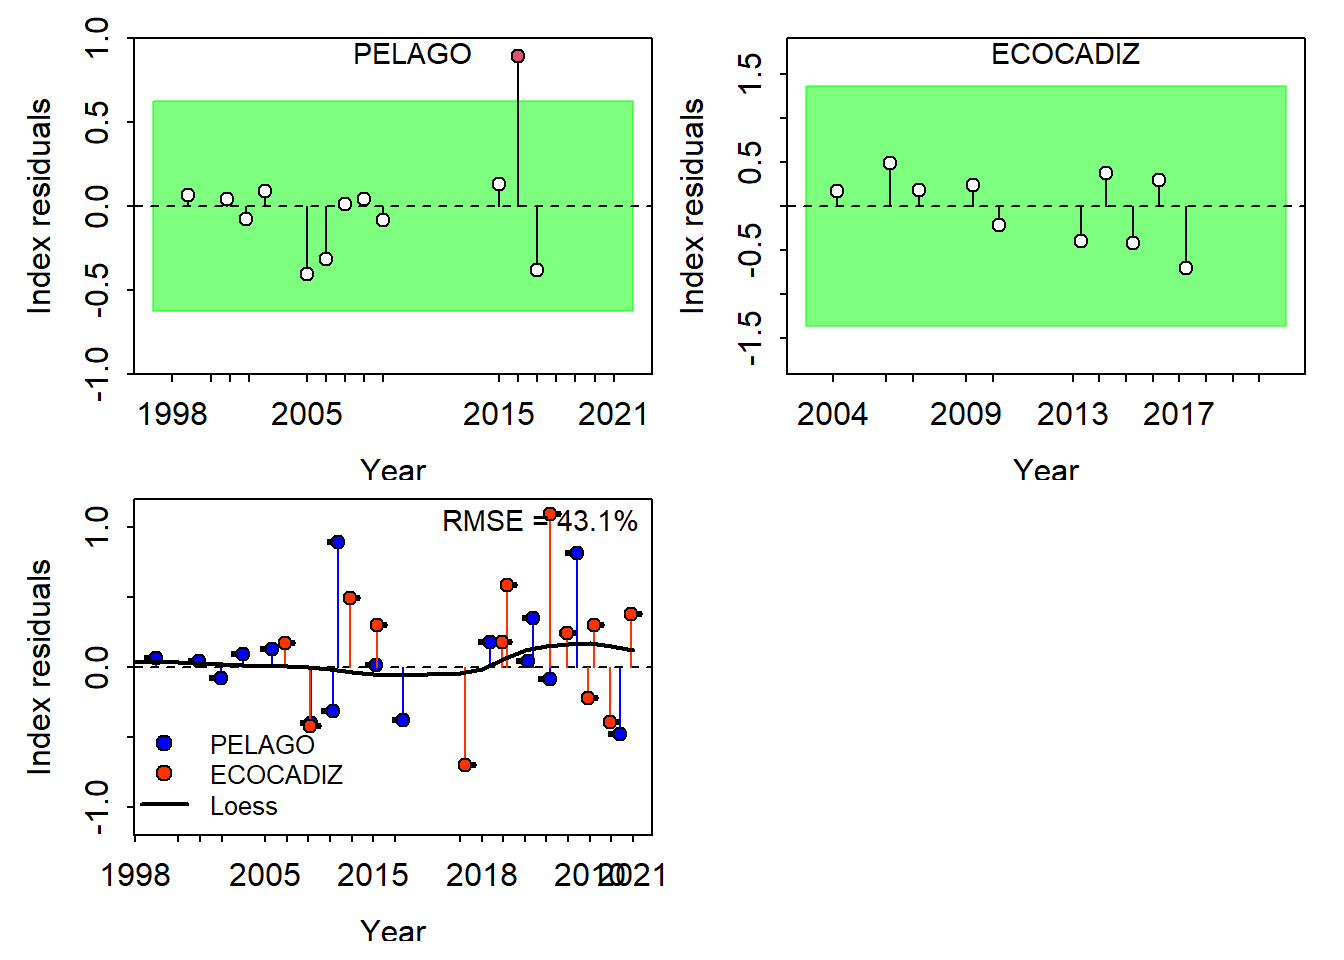 PELAGO
1.0
0.5
0.0
-0.5
-1.0
Index residuals
1998 2005 2015 2021
Year
ECOCADIZ
1.5
0.5
-0.5
-1.5
Index residuals
2004 2009 2013 2017
Year
RMSE = 43.1%
1.0
0.0
-1.0
Index residuals
PELAGO
ECOCADIZ
Loess
1998 2005 2015 2018 2010 2021
Year